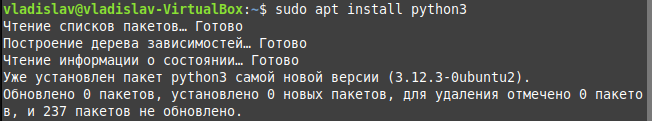 vladislav@vladislav-VirtualBox:~$ sudo apt install python3
Чтение списков пакетов… Готово
Построение дерева зависимостей… Готово
Чтение информации о состоянии… Готово
Уже установлен пакет python3 самой новой версии (3.12.3-0ubuntu2).
Обновлено 0 пакетов, установлено 0 новых пакетов, для удаления отмечено 0 пакето
в, и 237 пакетов не обновлено.